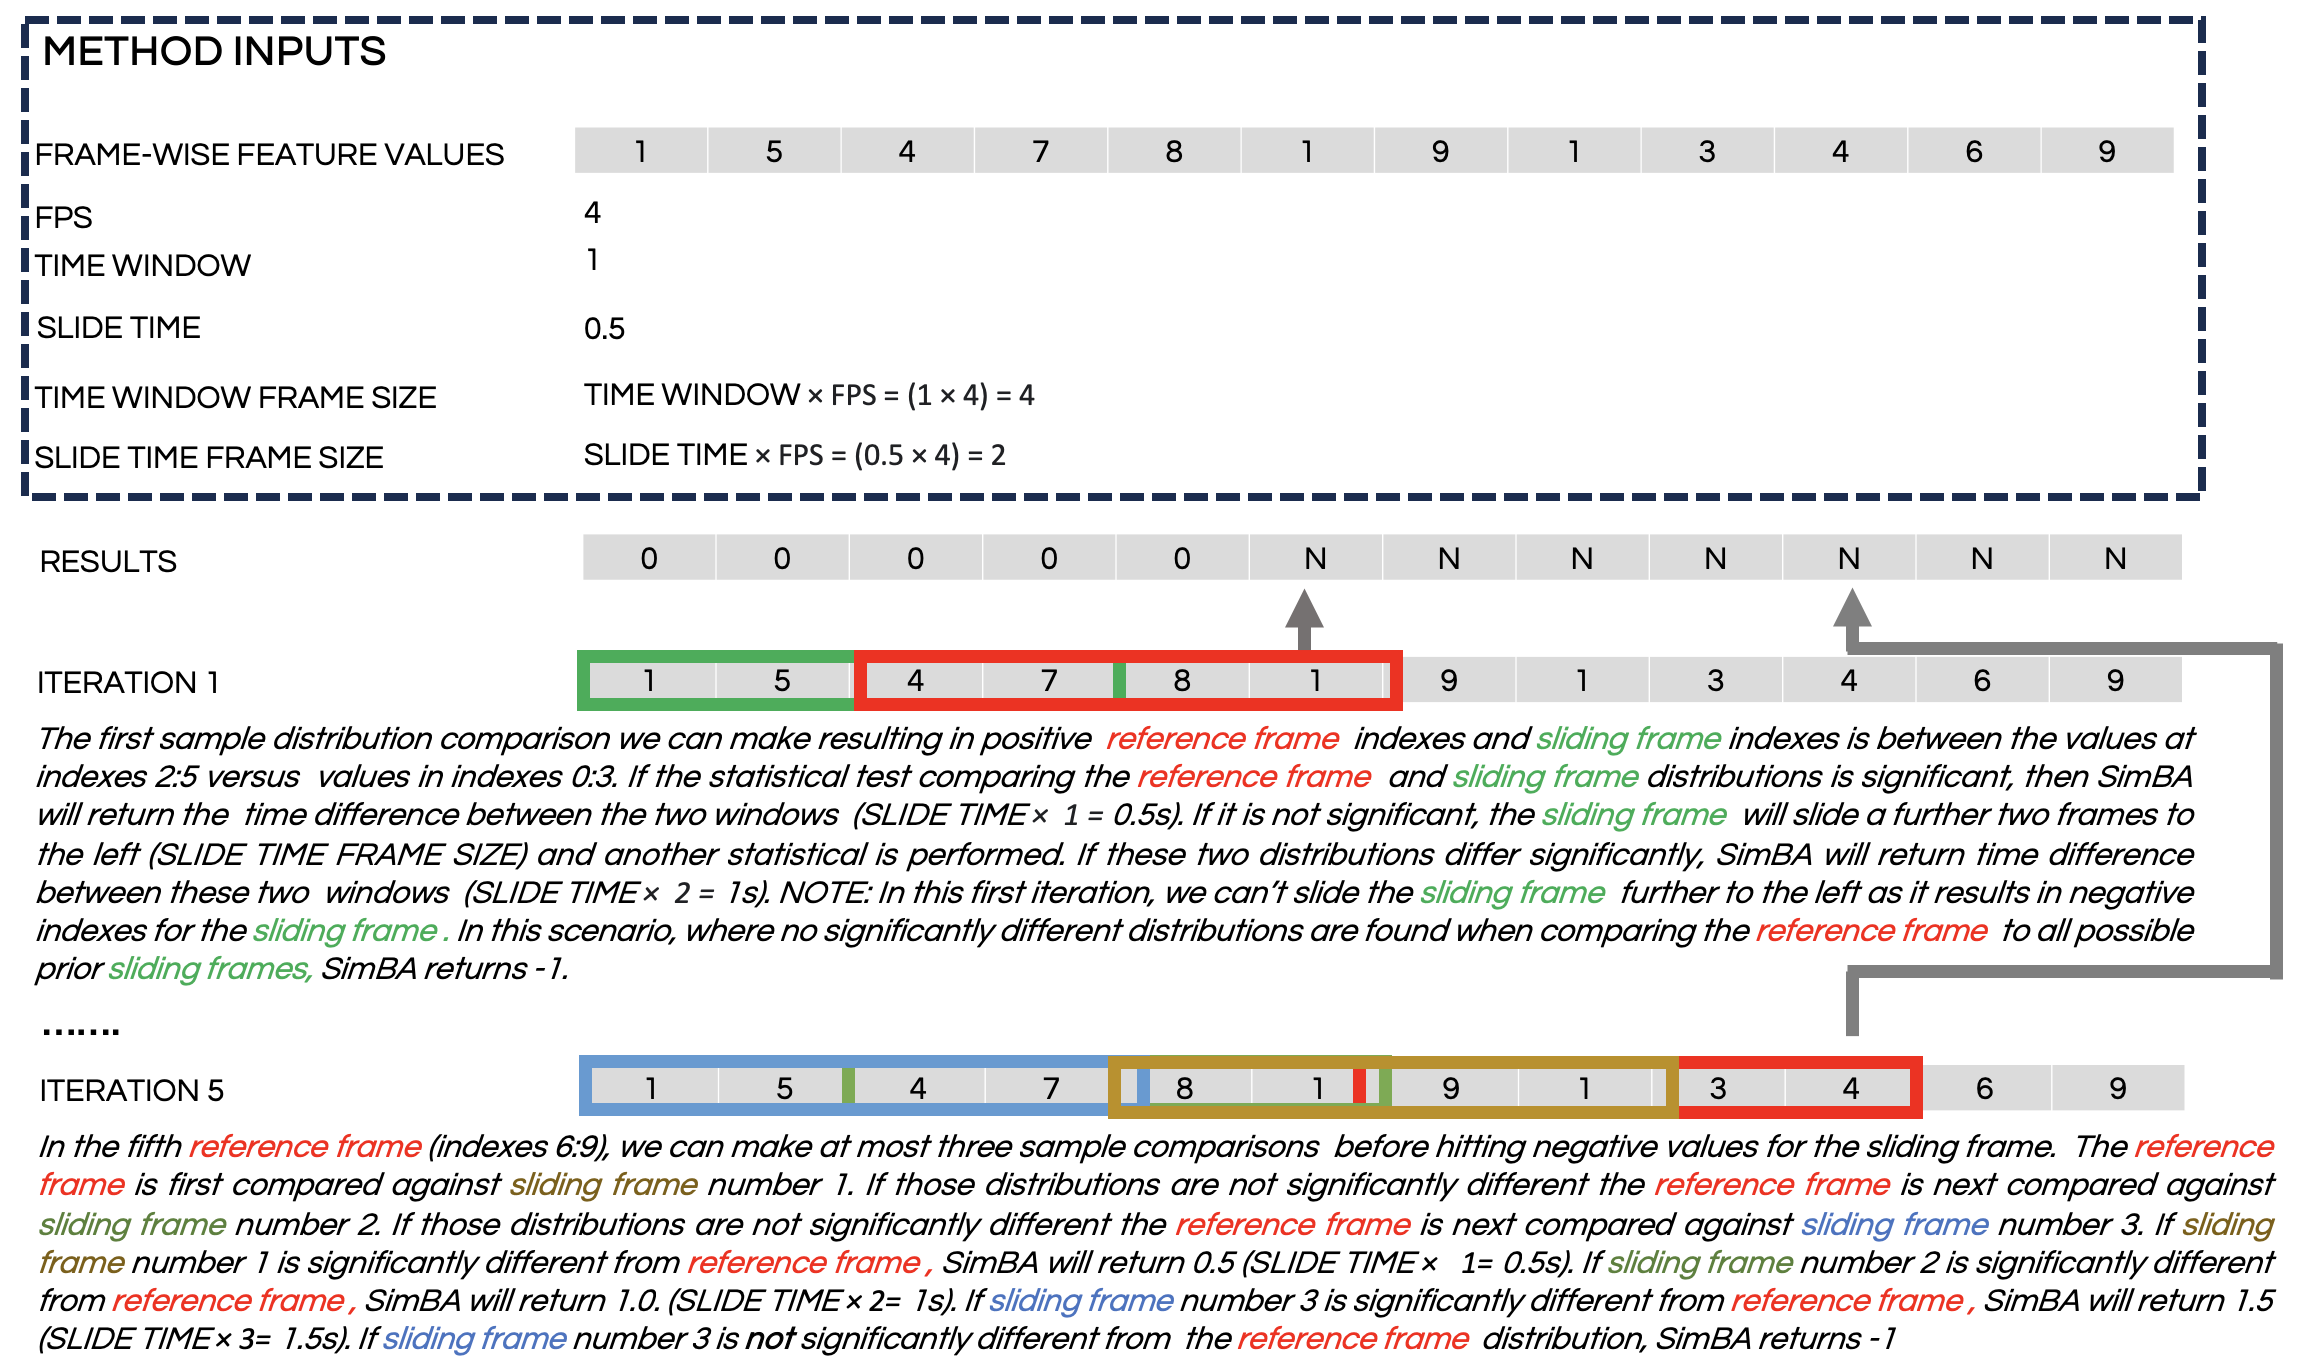 METHOD INPUTS
FRAME-WISE FEATURE VALUES 1 5 4 7 8 1 9 1 3 4 6 9
FPS 4
TIME WINDOW 1
SLIDE TIME 0.5
TIME WINDOW FRAME SIZE TIME WINDOW × FPS = (1 × 4) = 4
SLIDE TIME FRAME SIZE SLIDE TIME × FPS = (0.5 × 4) = 2
RESULTS 0 0 0 0 0 N N N N N N N
ITERATION 1 1 5 4 7 8 1 9 1 3 4 6 9
The first sample distribution comparison we can make resulting in positive reference frame indexes and sliding frame indexes is between the values at
indexes 2:5 versus values in indexes 0:3. If the statistical test comparing the reference frame and sliding frame distributions is significant, then SimBA
will return the time difference between the two windows (SLIDE TIME × 1 = 0.5s). If it is not significant, the sliding frame will slide a further two frames to
the left (SLIDE TIME FRAME SIZE) and another statistical is performed. If these two distributions differ significantly, SimBA will return time difference
between these two windows (SLIDE TIME × 2 = 1s). NOTE: In this first iteration, we can't slide the sliding frame further to the left as it results in negative
indexes for the sliding frame . In this scenario, where no significantly different distributions are found when comparing the reference frame to all possible
prior sliding frames, SimBA returns -1.
.......
ITERATION 5 1 5 4 7 8 1 9 1 3 4 6 9
In the fifth reference frame (indexes 6:9), we can make at most three sample comparisons before hitting negative values for the sliding frame. The reference
frame is first compared against sliding frame number 1. If those distributions are not significantly different the reference frame is next compared against
sliding frame number 2. If those distributions are not significantly different the reference frame is next compared against sliding frame number 3. If sliding
frame number 1 is significantly different from reference frame , SimBA will return 0.5 (SLIDE TIME × 1= 0.5s). If sliding frame number 2 is significantly different
from reference frame , SimBA will return 1.0. (SLIDE TIME × 2= 1s). If sliding frame number 3 is significantly different from reference frame , SimBA will return 1.5
(SLIDE TIME × 3= 1.5s). If sliding frame number 3 is not significantly different from the reference frame distribution, SimBA returns -1